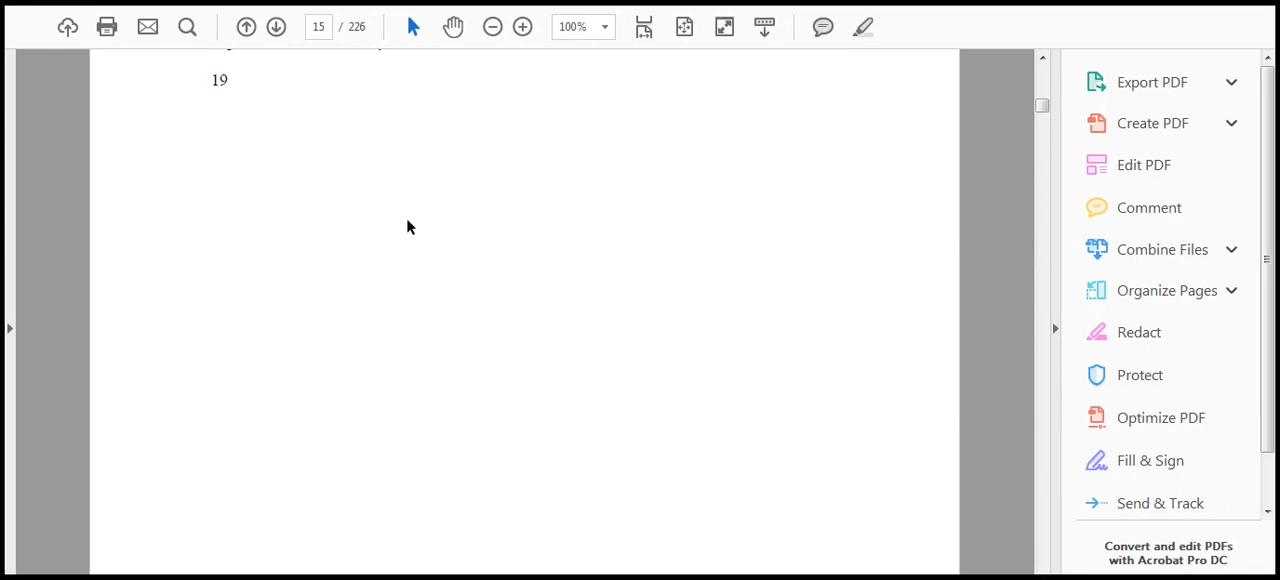 15 / 226
100%
19
Export PDF
Create PDF
Edit PDF
Comment
Combine Files
Organize Pages
Redact
Protect
Optimize PDF
Fill & Sign
Send & Track
Convert and edit PDFs
with Acrobat Pro DC